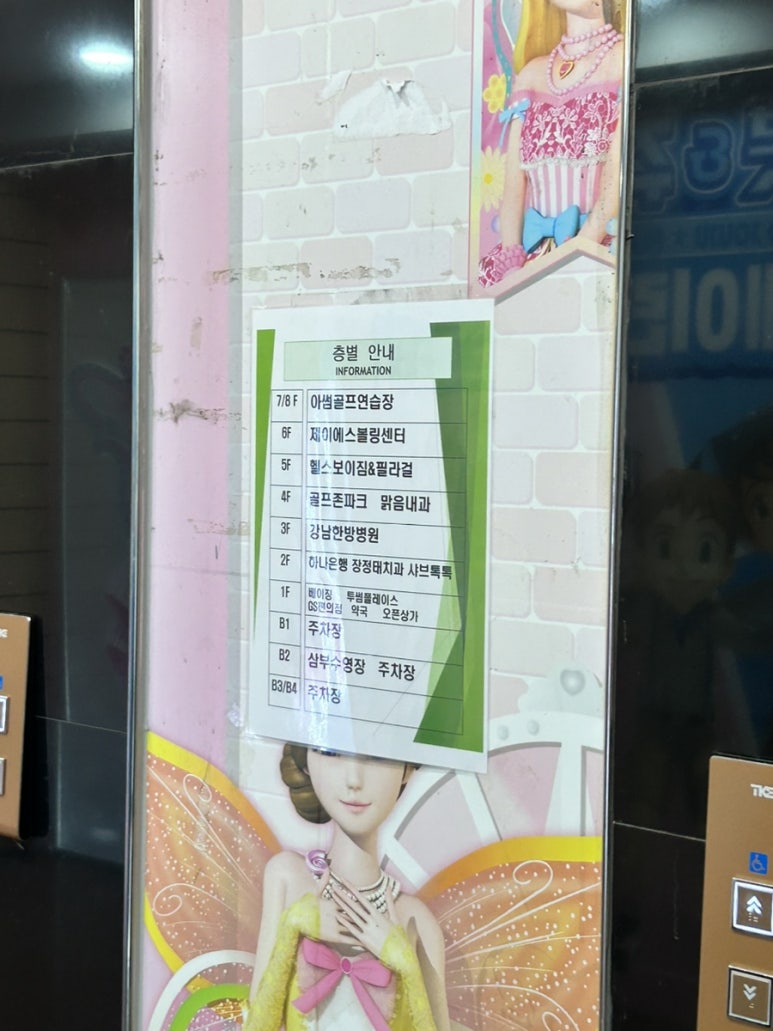 층별 안내
INFORMATION
7/8 F 아썸골프연습장
6F 제이에스볼링센터
5F 헬스보이짐&필라걸
4F 골프존파크 맑음내과
3F 강남한방병원
2F 하나은행 장정태치과 샤브톡톡
1F 베이징 투썸플레이스
GS편의점 약국 오픈상가
B1 주차장
B2 삼부수영장 주차장
B3/B4 주차장